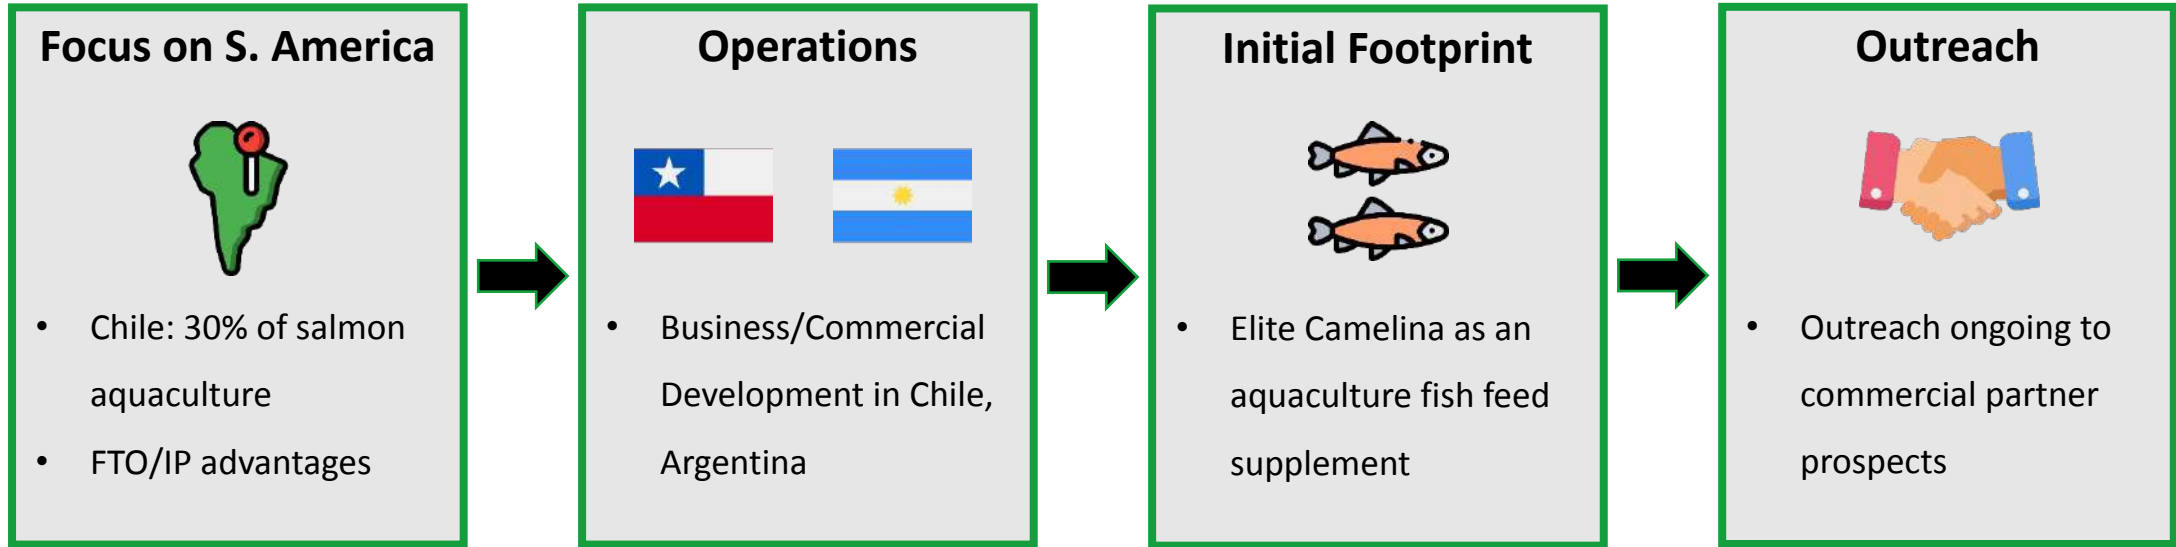 Focus on S. America
• Chile: 30% of salmon
aquaculture
• FTO/IP advantages
Operations
• Business/Commercial
Development in Chile,
Argentina
Initial Footprint
• Elite Camelina as an
aquaculture fish feed
supplement
Outreach
• Outreach ongoing to
commercial partner
prospects